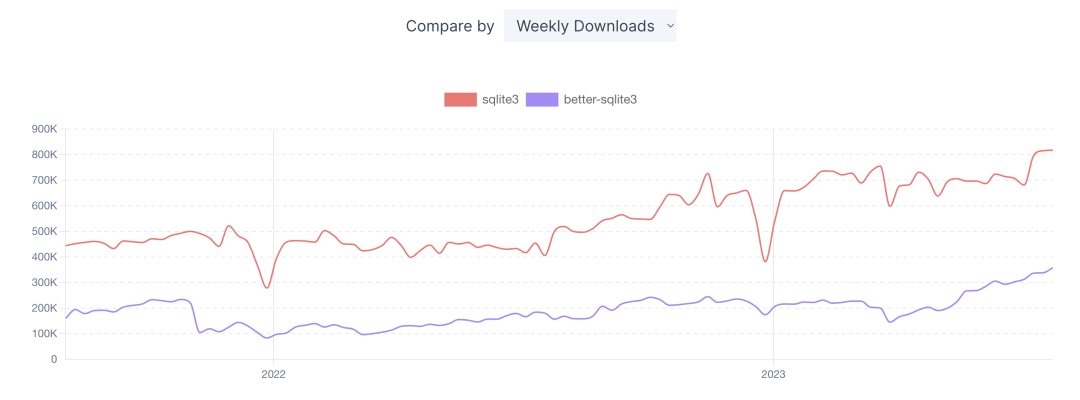 Compare by Weekly Downloads
sqlite3 better-sqlite3
900K
800K
700K
600K
500K
400K
300K
200K
100K
0
2022 2023